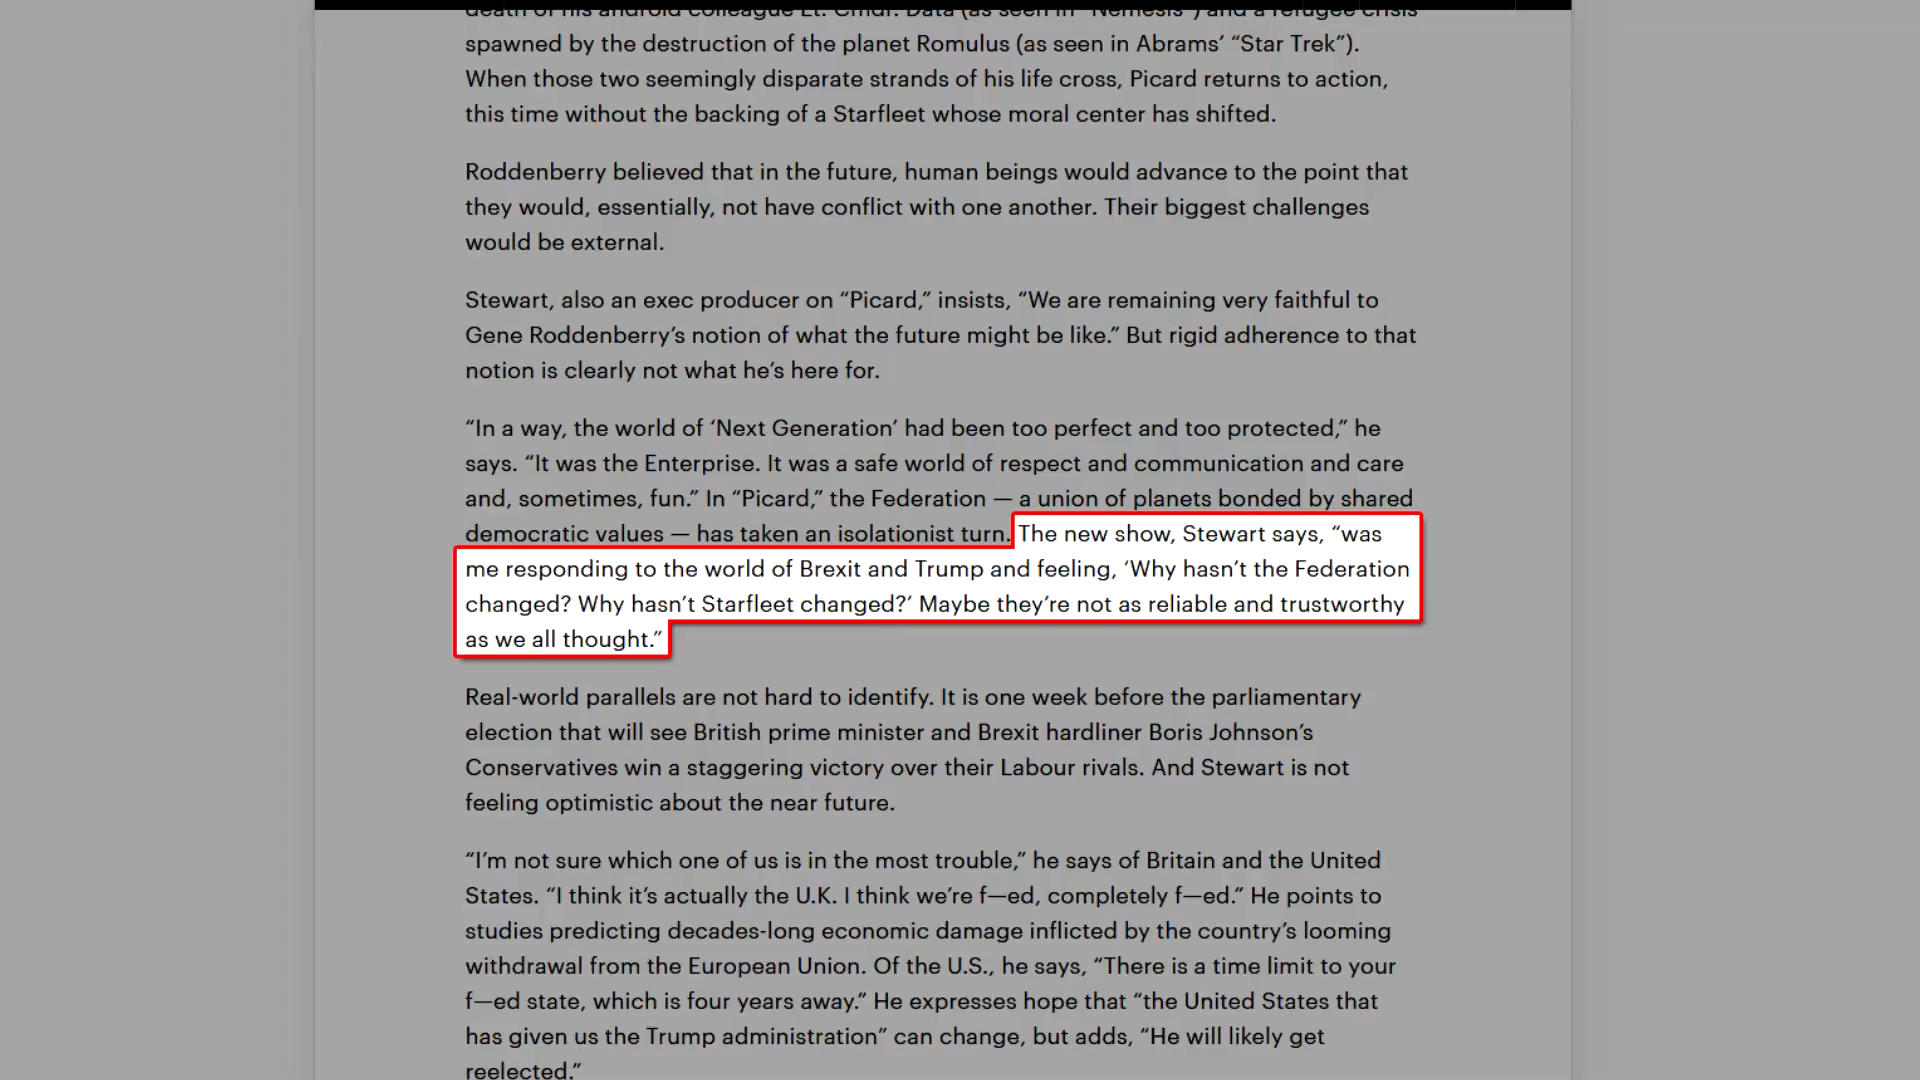 death of his android colleague Lt. Cmdr. Data (as seen in “Nemesis”) and a refugee crisis
spawned by the destruction of the planet Romulus (as seen in Abrams’ “Star Trek”).
When those two seemingly disparate strands of his life cross, Picard returns to action,
this time without the backing of a Starfleet whose moral center has shifted.
Roddenberry believed that in the future, human beings would advance to the point that
they would, essentially, not have conflict with one another. Their biggest challenges
would be external.
Stewart, also an exec producer on “Picard,” insists, “We are remaining very faithful to
Gene Roddenberry’s notion of what the future might be like.” But rigid adherence to that
notion is clearly not what he’s here for.
“In a way, the world of ‘Next Generation’ had been too perfect and too protected,” he
says. “It was the Enterprise. It was a safe world of respect and communication and care
and, sometimes, fun.” In “Picard,” the Federation — a union of planets bonded by shared
democratic values — has taken an isolationist turn. The new show, Stewart says, “was
me responding to the world of Brexit and Trump and feeling, ‘Why hasn’t the Federation
changed? Why hasn’t Starfleet changed?’ Maybe they’re not as reliable and trustworthy
as we all thought.”
Real-world parallels are not hard to identify. It is one week before the parliamentary
election that will see British prime minister and Brexit hardliner Boris Johnson’s
Conservatives win a staggering victory over their Labour rivals. And Stewart is not
feeling optimistic about the near future.
“I’m not sure which one of us is in the most trouble,” he says of Britain and the United
States. “I think it’s actually the U.K. I think we’re f—ed, completely f—ed.” He points to
studies predicting decades-long economic damage inflicted by the country’s looming
withdrawal from the European Union. Of the U.S., he says, “There is a time limit to your
f—ed state, which is four years away.” He expresses hope that “the United States that
has given us the Trump administration” can change, but adds, “He will likely get
reelected.”